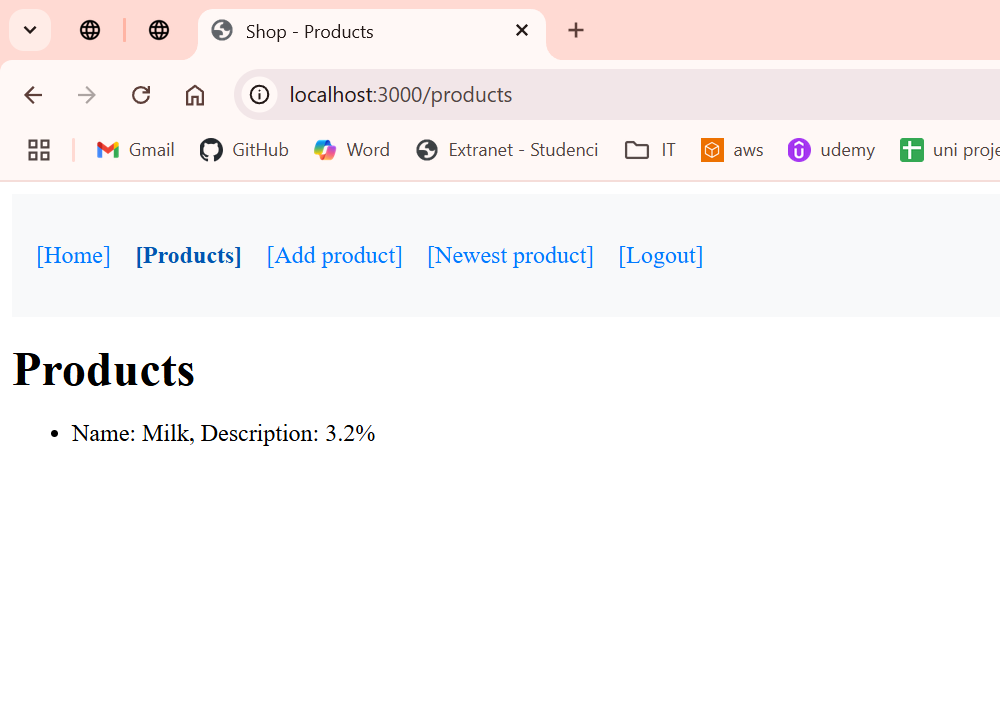 Shop - Products
localhost:3000/products
Gmail GitHub Word Extranet - Studenci IT aws udemy uni proje
[Home] [Products] [Add product] [Newest product] [Logout]
Products
• Name: Milk, Description: 3.2%